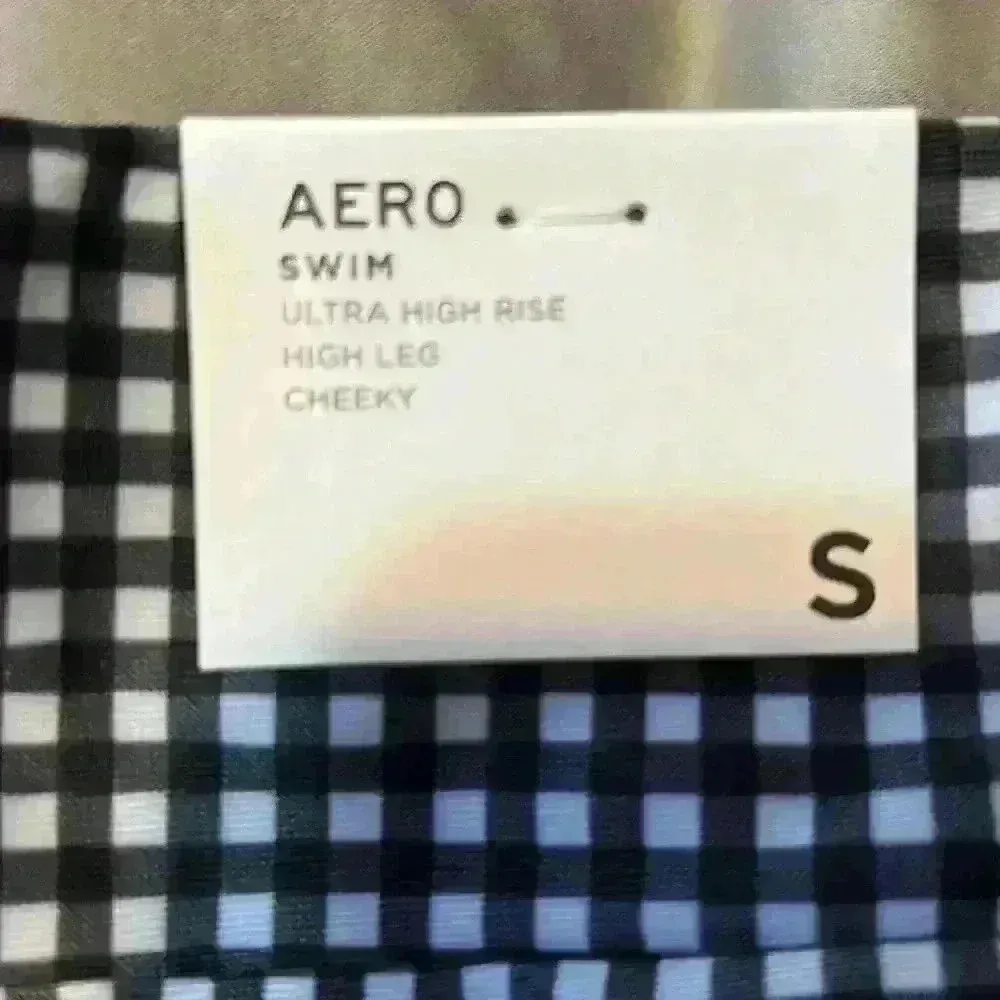 AERO
SWIM
ULTRA HIGH RISE
HIGH LEG
CHEEKY
S